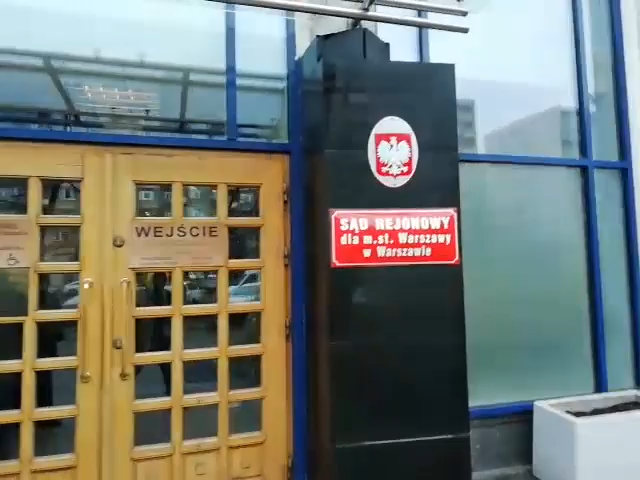 WEJŚCIE
SĄD REJONOWY
dla m.st. Warszawy
w Warszawie